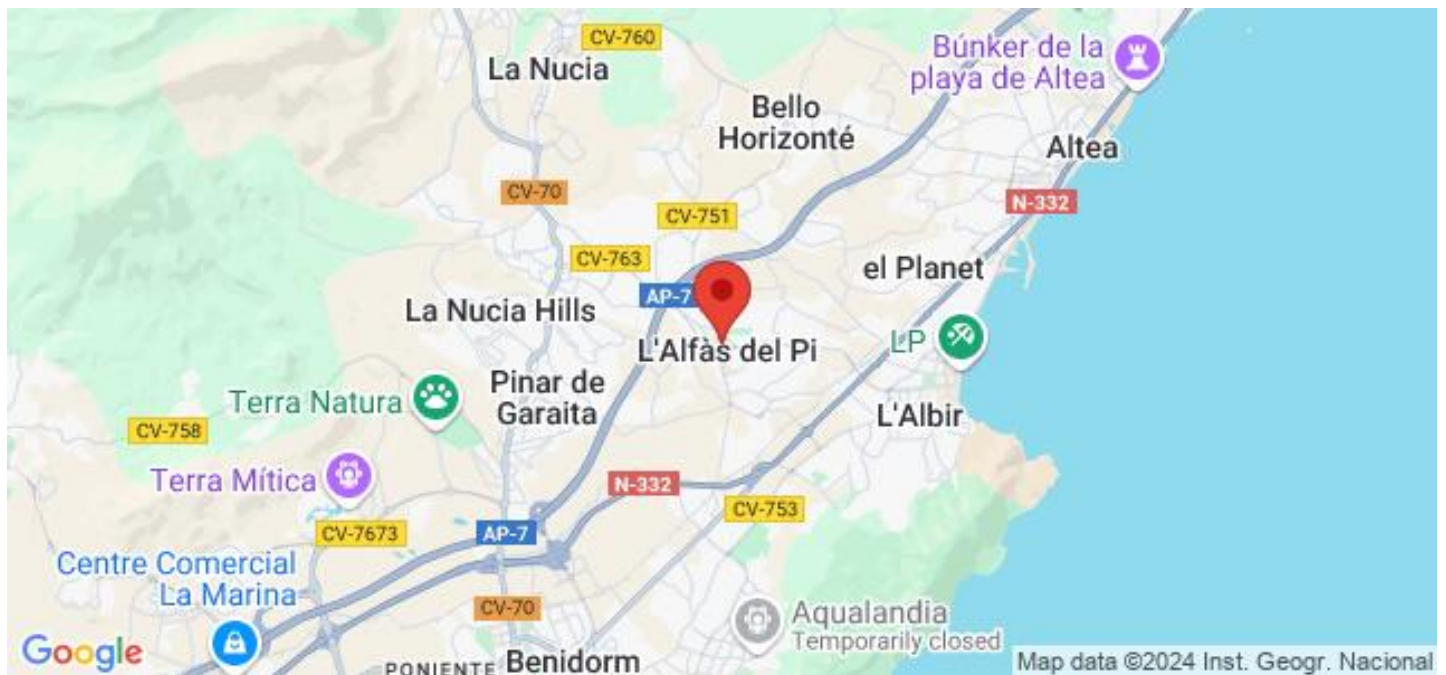 CV-760
La Nucia
Búnker de la
playa de Altea
Bello
Horizonté
Altea
CV-70
N-332
CV-751
CV-763
el Planet
AP-7
La Nucia Hills
LP
L'Alfàs del Pi
Pinar de
Garaita
Terra Natura
L'Albir
CV-758
Terra Mítica
N-332
CV-753
CV-7673
AP-7
Centre Comercial
La Marina
CV-70
Aqualandia
Temporarily closed
Google
PONIENTE
Benidorm
Map data ©2024 Inst. Geogr. Nacional